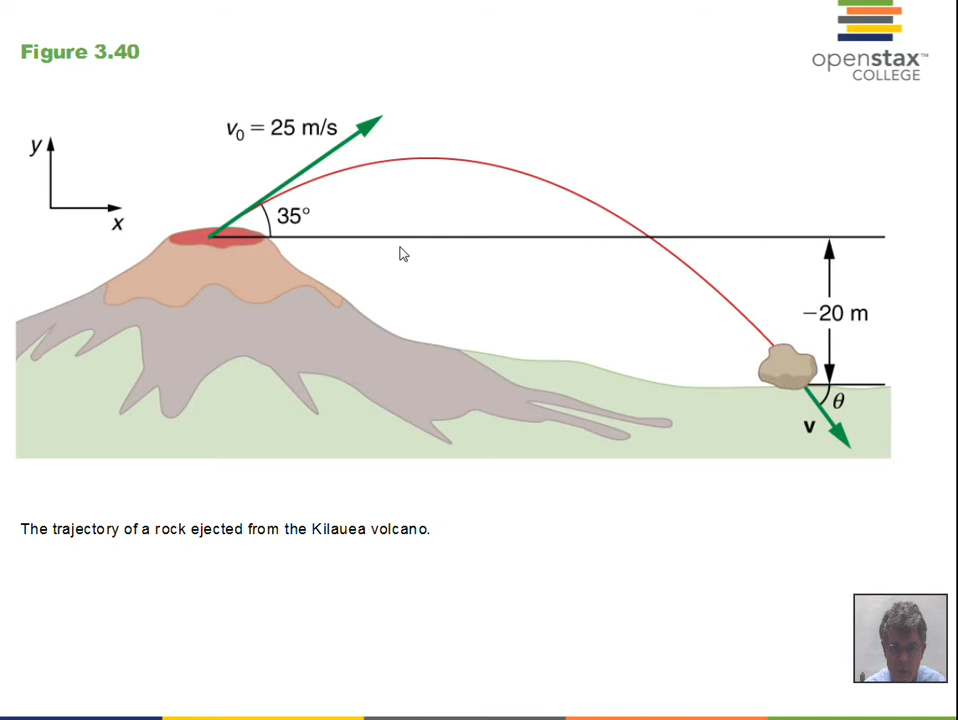 Figure 3.40
openstax™
COLLEGE
v₀ = 25 m/s
y
x
35°
−20 m
θ
v
The trajectory of a rock ejected from the Kilauea volcano.